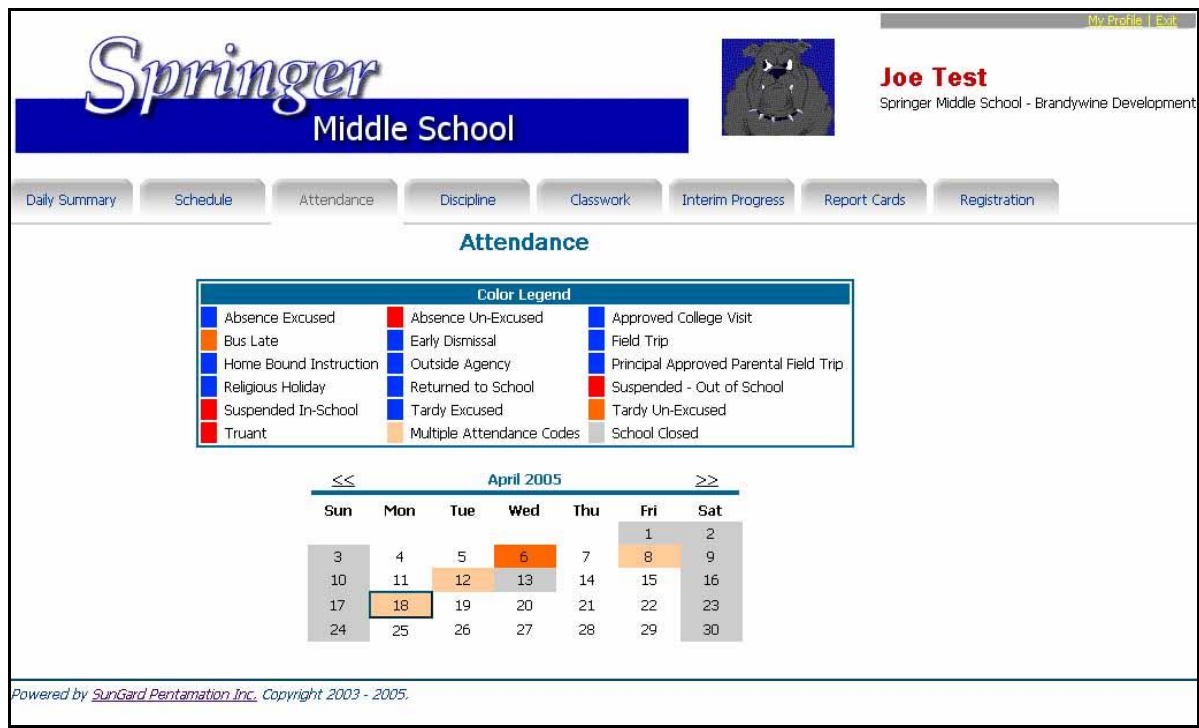 My Profile | Exit
Springer
Middle School
Joe Test
Springer Middle School - Brandywine Development
Daily Summary Schedule Attendance Discipline Classwork Interim Progress Report Cards Registration
Attendance
Color Legend
Absence Excused Absence Un-Excused Approved College Visit
Bus Late Early Dismissal Field Trip
Home Bound Instruction Outside Agency Principal Approved Parental Field Trip
Religious Holiday Returned to School Suspended - Out of School
Suspended In-School Tardy Excused Tardy Un-Excused
Truant Multiple Attendance Codes School Closed
<< April 2005 >>
Sun Mon Tue Wed Thu Fri Sat
1 2
3 4 5 6 7 8 9
10 11 12 13 14 15 16
17 18 19 20 21 22 23
24 25 26 27 28 29 30
Powered by SunGard Pentamation Inc. Copyright 2003 - 2005.